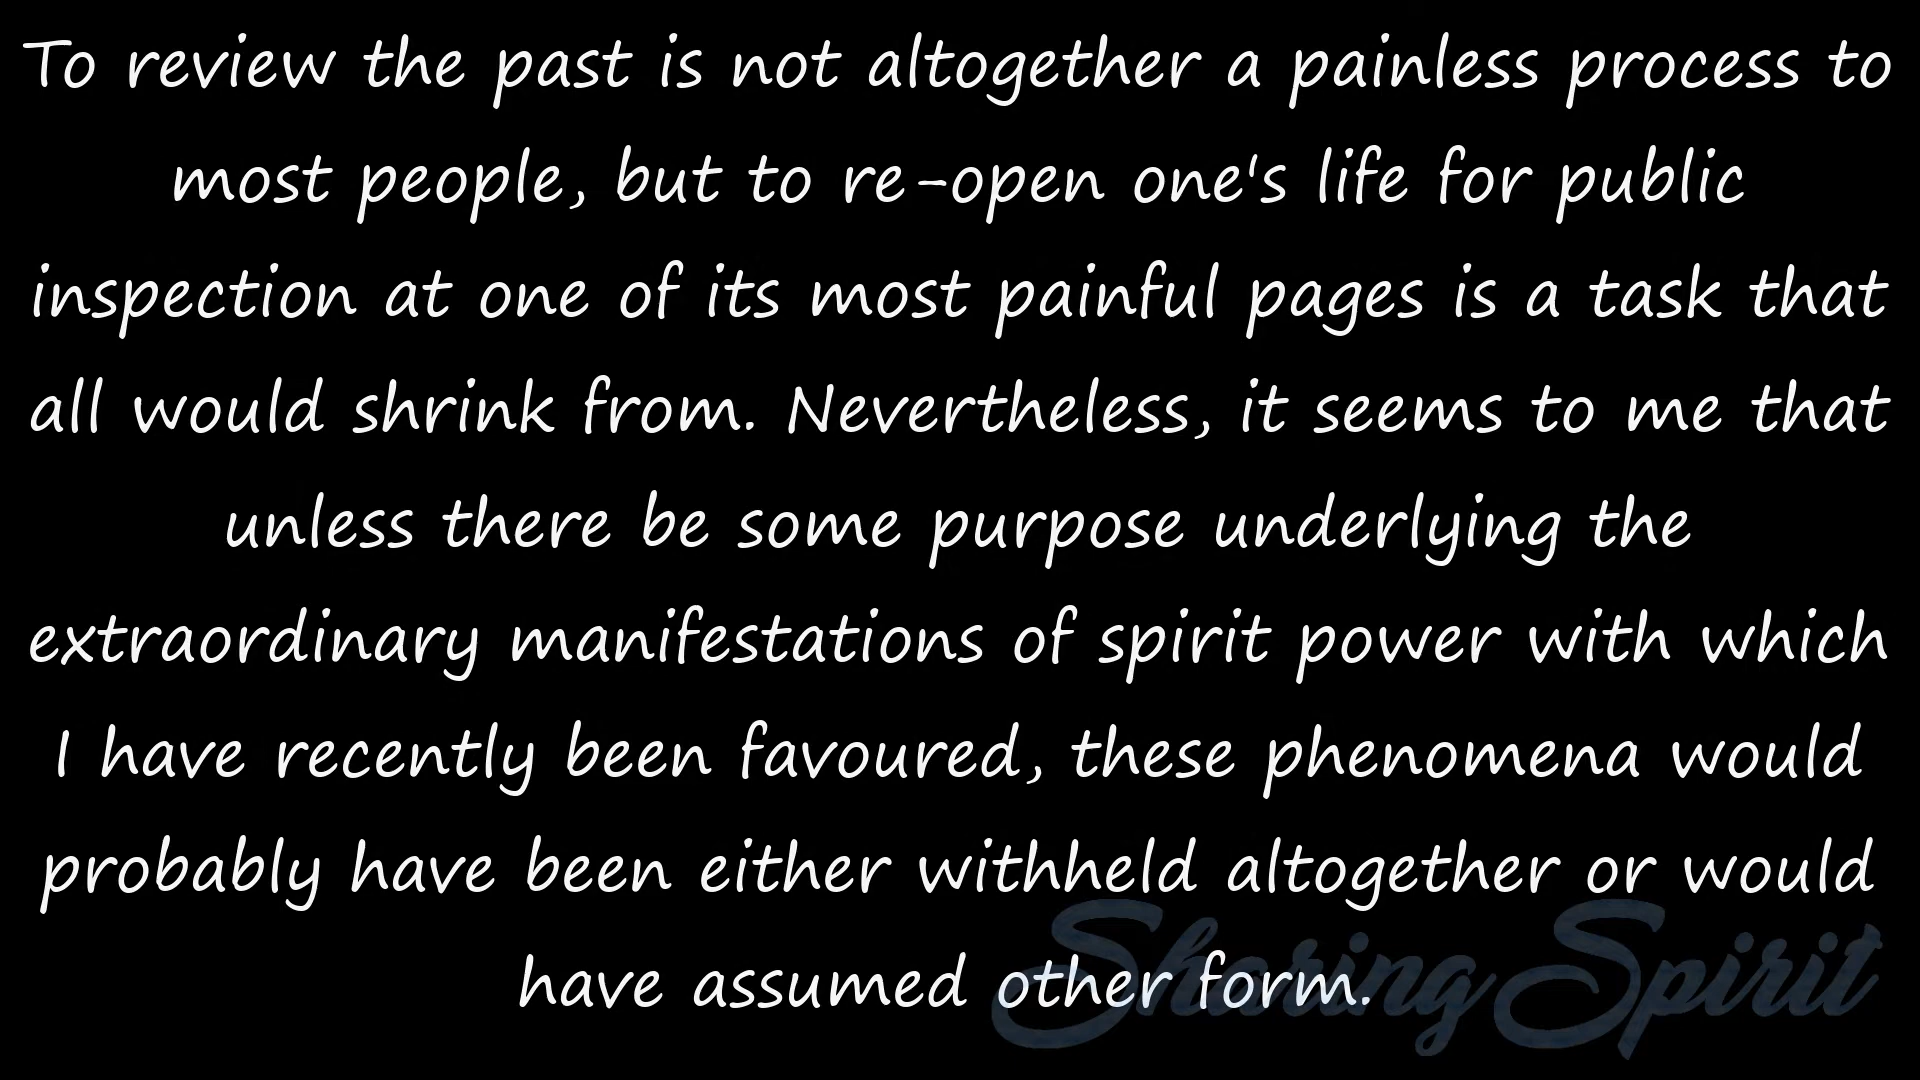 To review the past is not altogether a painless process to
most people, but to re-open one's life for public
inspection at one of its most painful pages is a task that
all would shrink from. Nevertheless, it seems to me that
unless there be some purpose underlying the
extraordinary manifestations of spirit power with which
I have recently been favoured, these phenomena would
probably have been either withheld altogether or would
have assumed other form.
Sharing Spirit